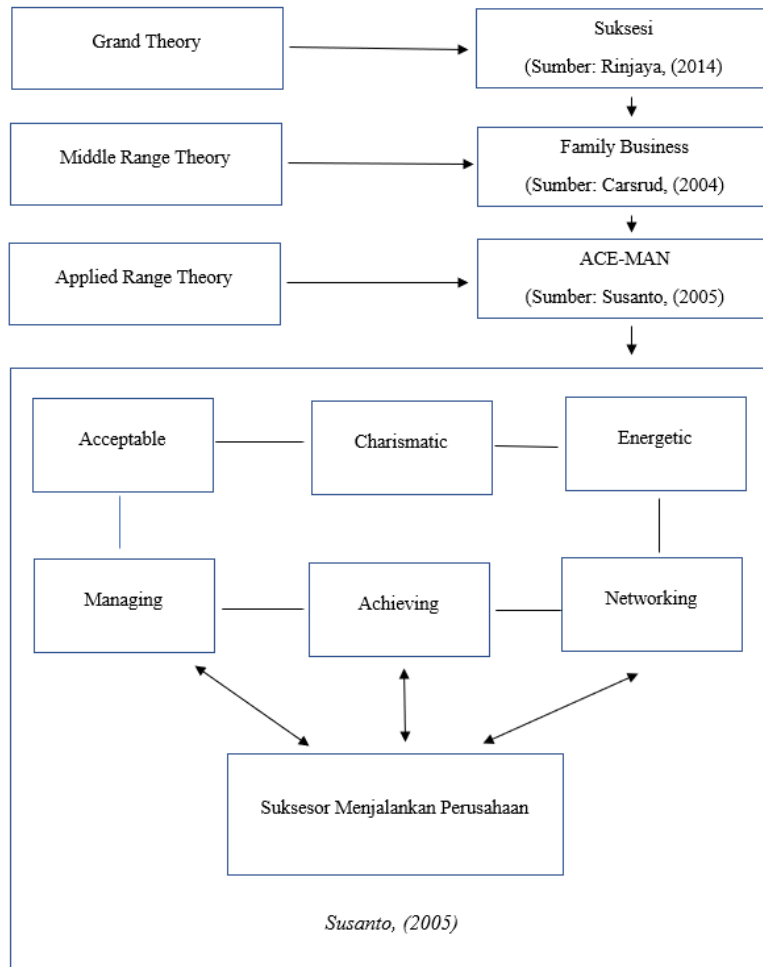 Grand Theory
Suksesi
(Sumber: Rinjaya, (2014)
Middle Range Theory
Family Business
(Sumber: Carsrud, (2004)
Applied Range Theory
ACE-MAN
(Sumber: Susanto, (2005)
Acceptable
Charismatic
Energetic
Managing
Achieving
Networking
Suksesor Menjalankan Perusahaan
Susanto, (2005)